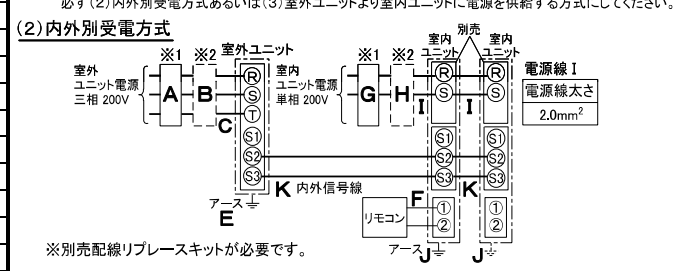 必ず(2)内外別受電方式あるいは(3)室外ユニットより室内ユニットに電源を供給する方式にしてください。
(2)内外別受電方式
※1 ※2 室外ユニット
室外
ユニット電源
三相 200V
A B C
R
S
T
S1
S2
S3
アース
E
※1 ※2
室内
ユニット電源
単相 200V
G H
別売
室内
ユニット
室内
ユニット
R
S
I
R
S
I
S1
S2
S3
S1
S2
S3
K 内外信号線
K
F
リモコン
①
②
①
②
アース J
J
電源線 I
電源線太さ
2.0mm²
※別売配線リプレースキットが必要です。